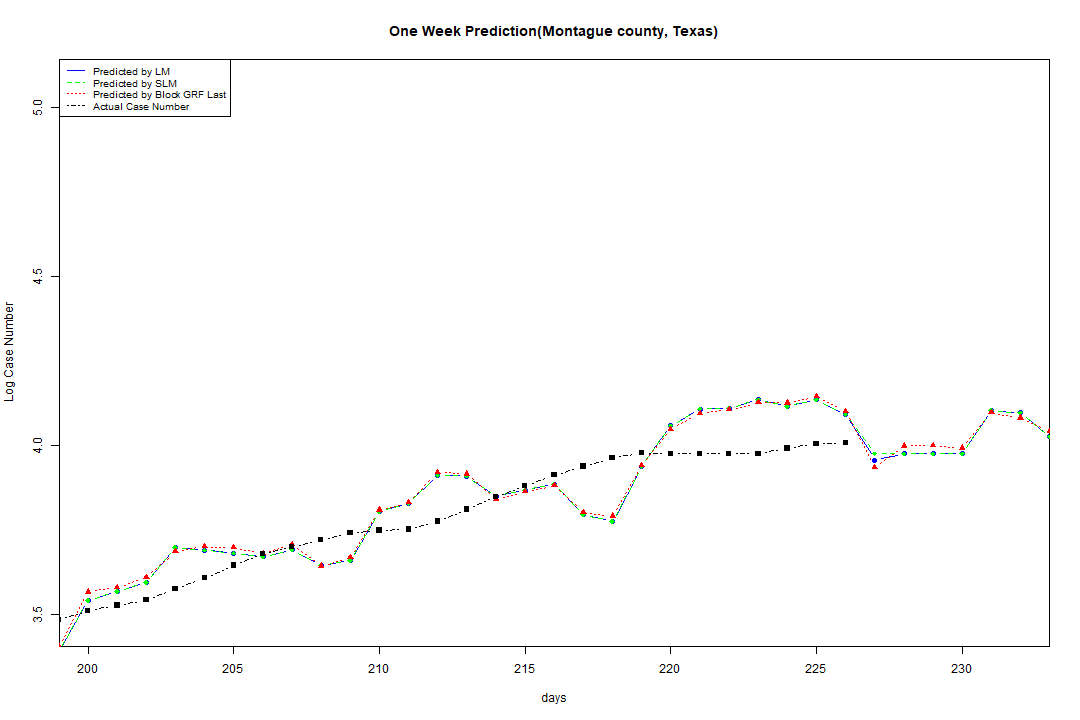 One Week Prediction(Montague county, Texas)
Predicted by LM
Predicted by SLM
Predicted by Block GRF Last
Actual Case Number
5.0
4.5
4.0
3.5
Log Case Number
200 205 210 215 220 225 230
days